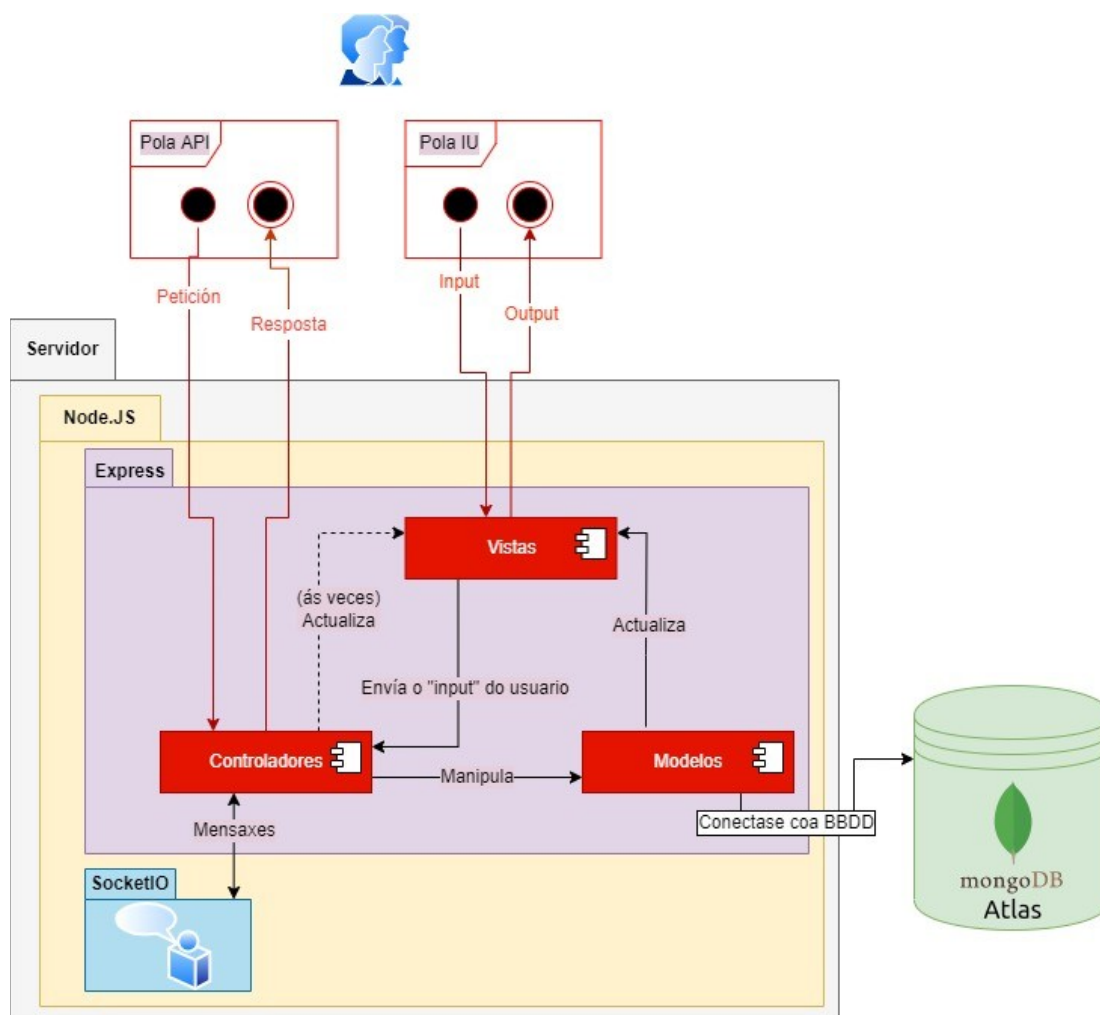 Pola API
Pola IU
Petición
Input
Resposta
Output
Servidor
Node.JS
Express
Vistas
(ás veces)
Actualiza
Actualiza
Envía o "input" do usuario
Controladores
Modelos
Manipula
Conectase coa BBDD
Mensaxes
SocketIO
mongoDB
Atlas